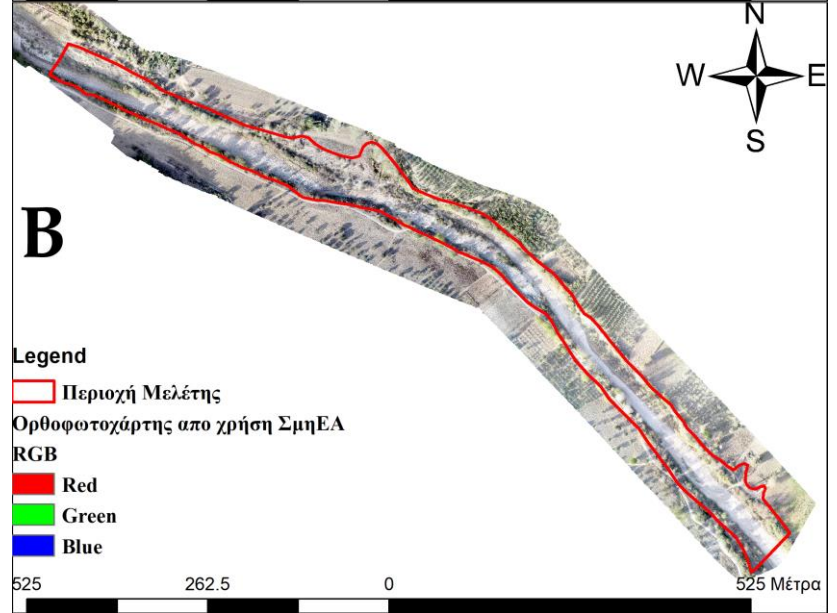 N
W E
S
B
Legend
Περιοχή Μελέτης
Ορθοφωτοχάρτης απο χρήση ΣμηΕΑ
RGB
Red
Green
Blue
525 262.5 0 525 Μέτρα